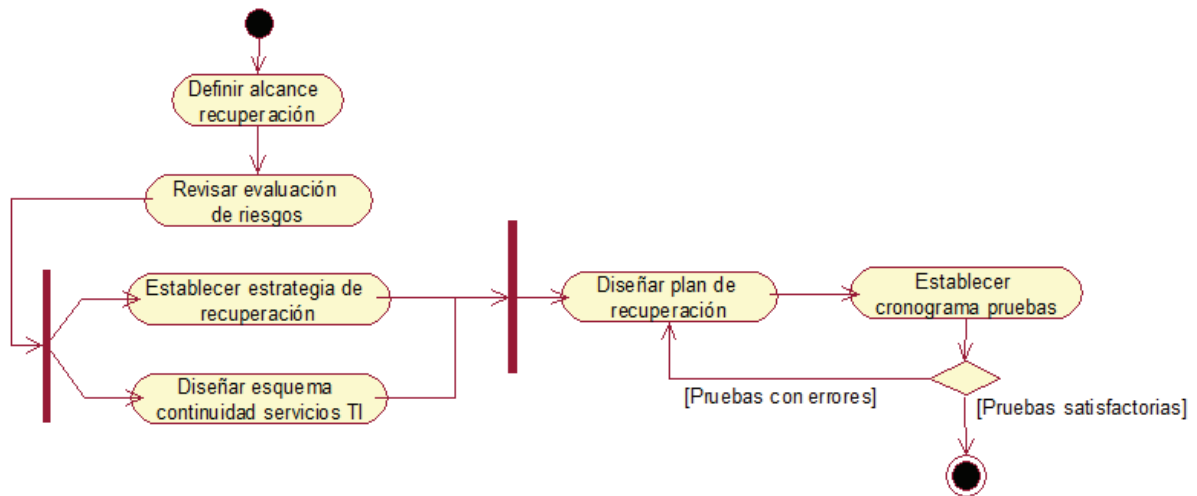 Definir alcance
recuperación
Revisar evaluación
de riesgos
Establecer estrategia de
recuperación
Diseñar esquema
continuidad servicios TI
Diseñar plan de
recuperación
Establecer
cronograma pruebas
[Pruebas con errores]
[Pruebas satisfactorias]